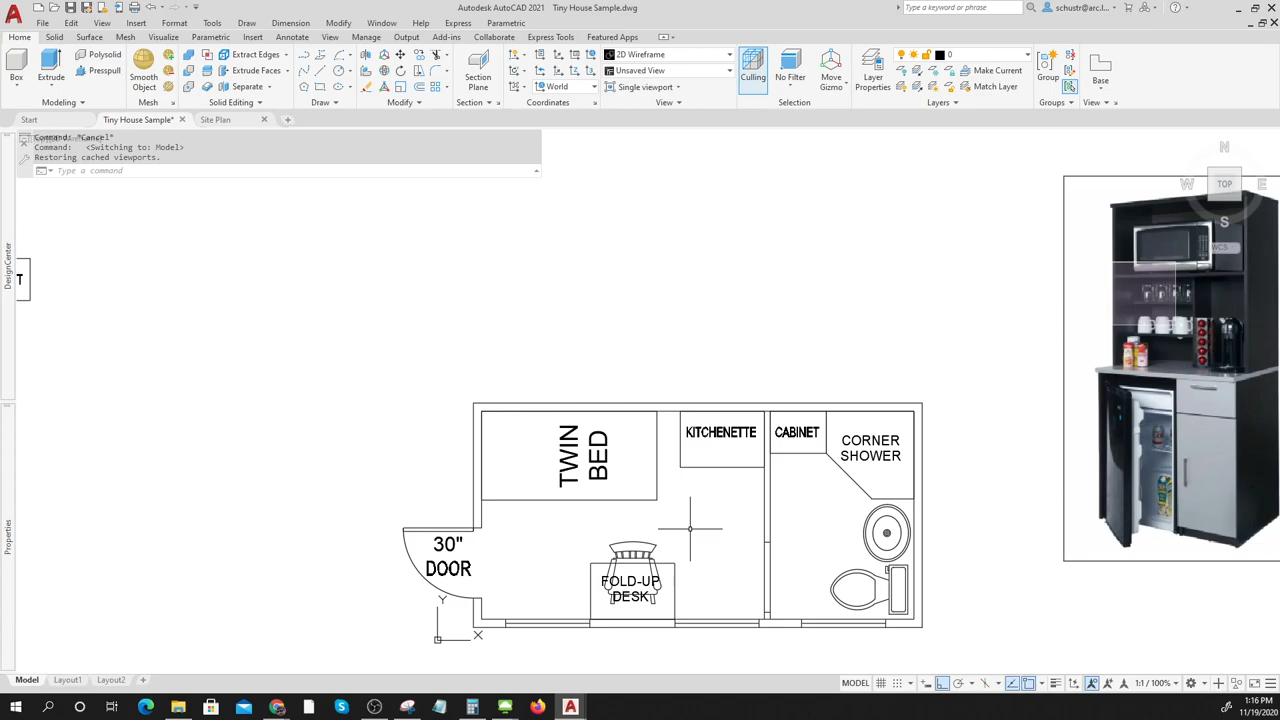 Autodesk AutoCAD 2021 Tiny House Sample.dwg
Type a keyword or phrase
schustr@arc.l...
File Edit View Insert Format Tools Draw Dimension Modify Window Help Express Parametric
Home Solid Surface Mesh Visualize Parametric Insert Annotate View Manage Output Add-ins Collaborate Express Tools Featured Apps
Box
Extrude
Polysolid
Presspull
Smooth
Object
Extract Edges
Extrude Faces
Separate
Section
Plane
World
2D Wireframe
Unsaved View
Single viewport
Culling
No Filter
Move
Gizmo
Layer
Properties
0
Make Current
Match Layer
Group
Base
Modeling Mesh Solid Editing Draw Modify Section Coordinates View Selection Layers Groups View
Start Tiny House Sample* Site Plan
Command: *Cancel*
Command: <Switching to: Model>
Restoring cached viewports.
Type a command
DesignCenter
Properties
N
W TOP E
S
WCS
T
TWIN
BED
KITCHENETTE
CABINET
CORNER
SHOWER
30"
DOOR
FOLD-UP
DESK
Y
X
Model Layout1 Layout2
MODEL
1:1 / 100%
1:16 PM
11/19/2020